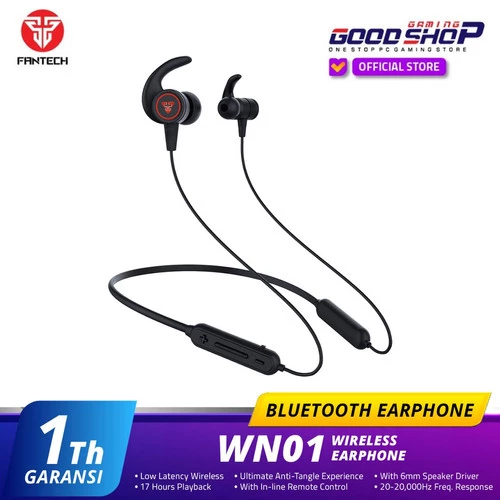 FANTECH
GAMING
GOODSHOP
ONE STOP PC GAMING STORE
OFFICIAL STORE
BLUETOOTH EARPHONE
1Th
GARANSI
WN01 WIRELESS EARPHONE
• Low Latency Wireless
• 17 Hours Playback
• Ultimate Anti-Tangle Experience
• With In-line Remote Control
• With 6mm Speaker Driver
• 20-20,000Hz Freq. Response